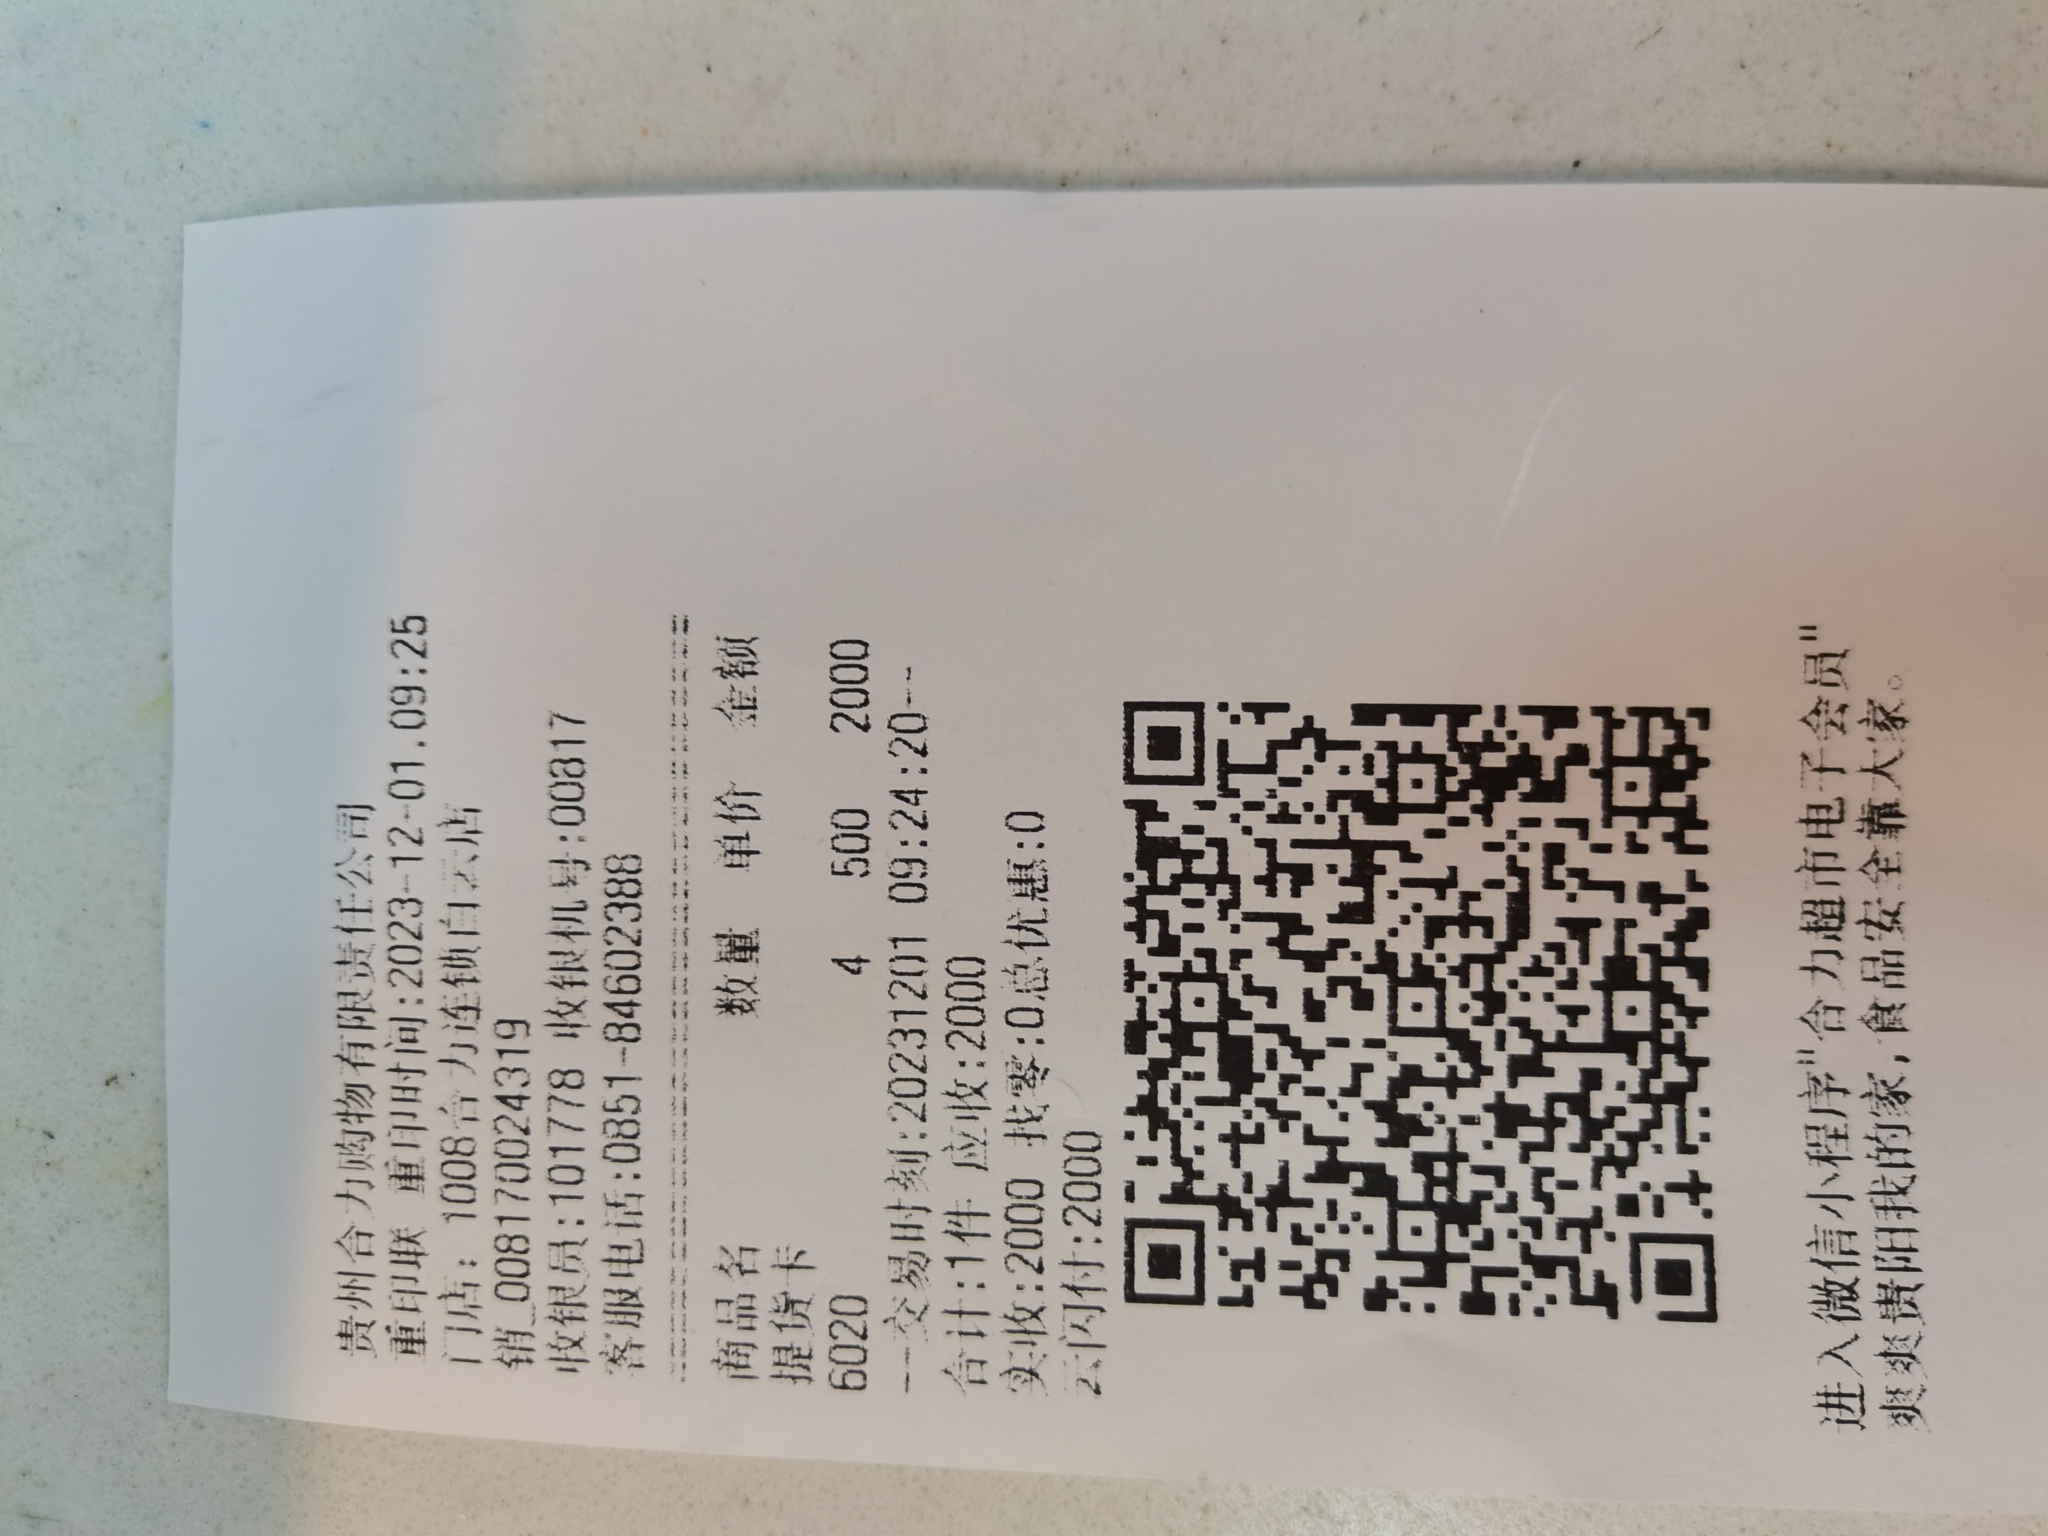 贵州合力购物有限责任公司
重印联 重印时间:2023-12-01.09:25
门店: 1008合力连锁白云店
销_008170024319
收银员:101778 收银机号:00817
客服电话:0851-84602388
商品名 数量 单价 金额
提货卡
6020 4 500 2000
--交易时刻:20231201 09:24:20--
合计:1件 应收:2000
实收:2000 找零:0总优惠:0
云闪付:2000
进入微信小程序"合力超市电子会员"
爽爽贵阳我的家,食品安全靠大家。